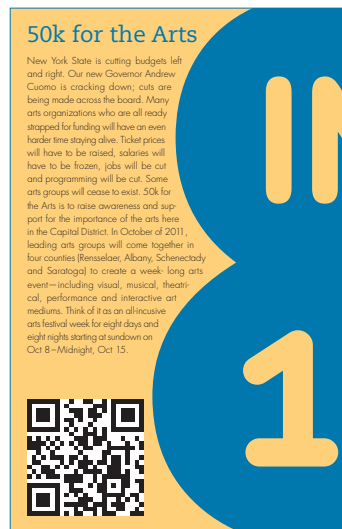 50k for the Arts
New York State is cutting budgets left
and right. Our new Governor Andrew
Cuomo is cracking down; cuts are
being made across the board. Many
arts organizations who are all ready
strapped for funding will have an even
harder time staying alive. Ticket prices
will have to be raised, salaries will
have to be frozen, jobs will be cut
and programming will be cut. Some
arts groups will cease to exist. 50k for
the Arts is to raise awareness and sup-
port for the importance of the arts here
in the Capital District. In October of 2011,
leading arts groups will come together in
four counties (Rensselaer, Albany, Schenectady
and Saratoga) to create a week- long arts
event—including visual, musical, theatri-
cal, performance and interactive art
mediums. Think of it as an all-incusive
arts festival week for eight days and
eight nights starting at sundown on
Oct 8–Midnight, Oct 15.
1